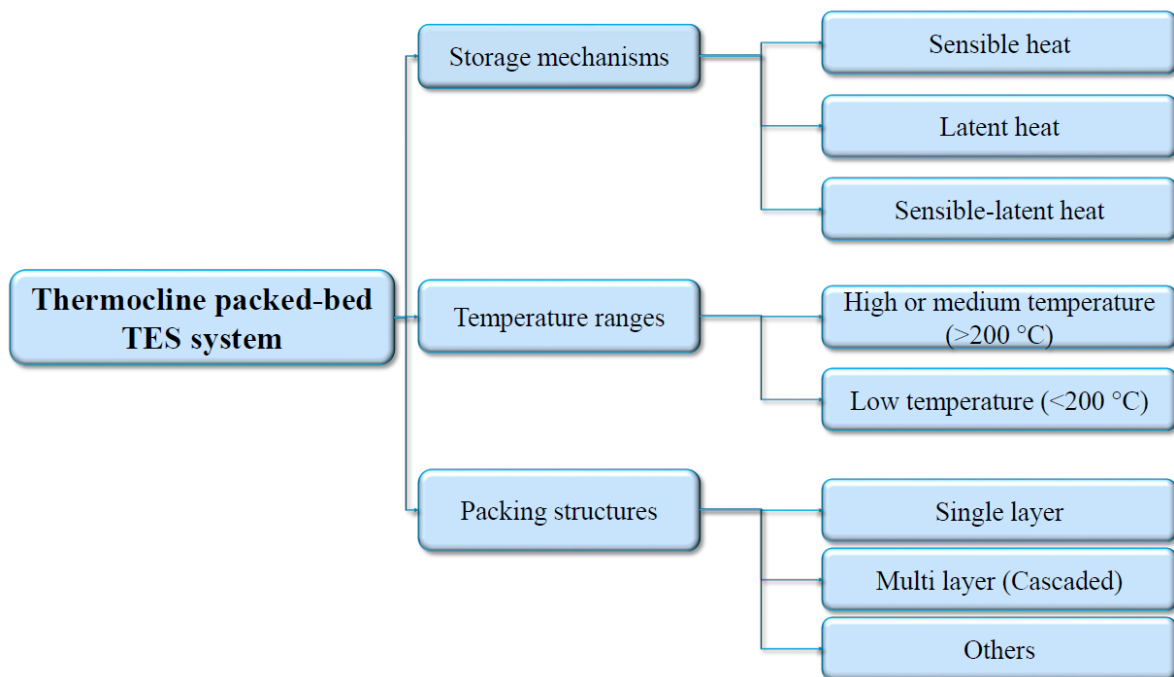 Thermocline packed-bed
TES system
Storage mechanisms
Sensible heat
Latent heat
Sensible-latent heat
Temperature ranges
High or medium temperature
(>200 °C)
Low temperature (<200 °C)
Packing structures
Single layer
Multi layer (Cascaded)
Others